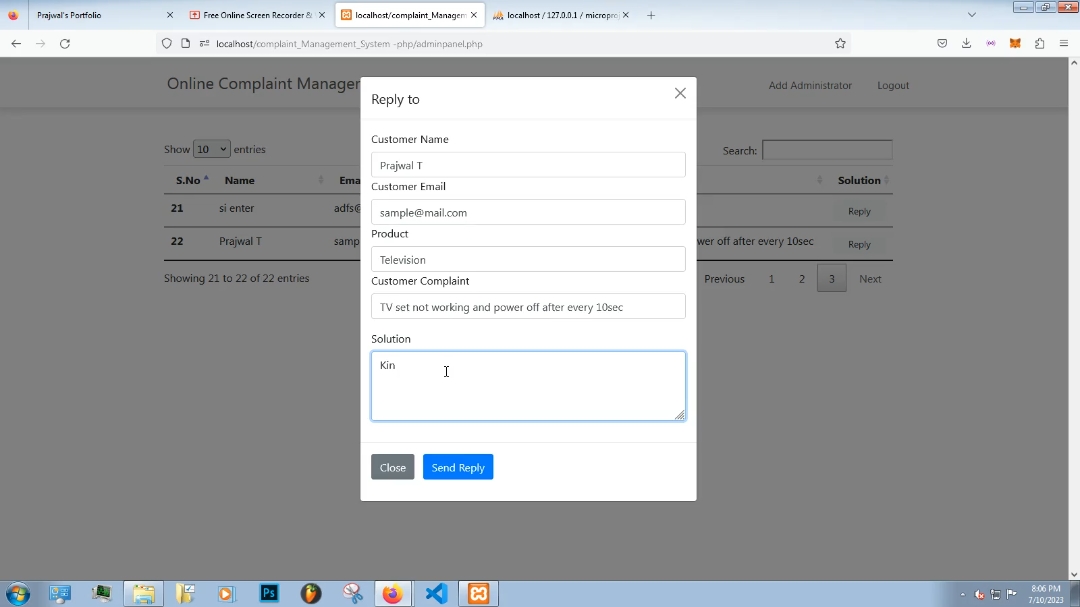 Prajwal's Portfolio
Free Online Screen Recorder &
localhost/complaint_Managem
localhost / 127.0.0.1 / microproj
localhost/complaint_Management_System -php/adminpanel.php
Online Complaint Manager
Add Administrator
Logout
Reply to
Customer Name
Prajwal T
Customer Email
sample@mail.com
Product
Television
Customer Complaint
TV set not working and power off after every 10sec
Solution
Kin
Close
Send Reply
Show 10 entries
Search:
S.No Name Ema Solution
21 si enter adfs@ Reply
22 Prajwal T samp wer off after every 10sec Reply
Showing 21 to 22 of 22 entries
Previous 1 2 3 Next
Ps
8:06 PM
7/10/2023